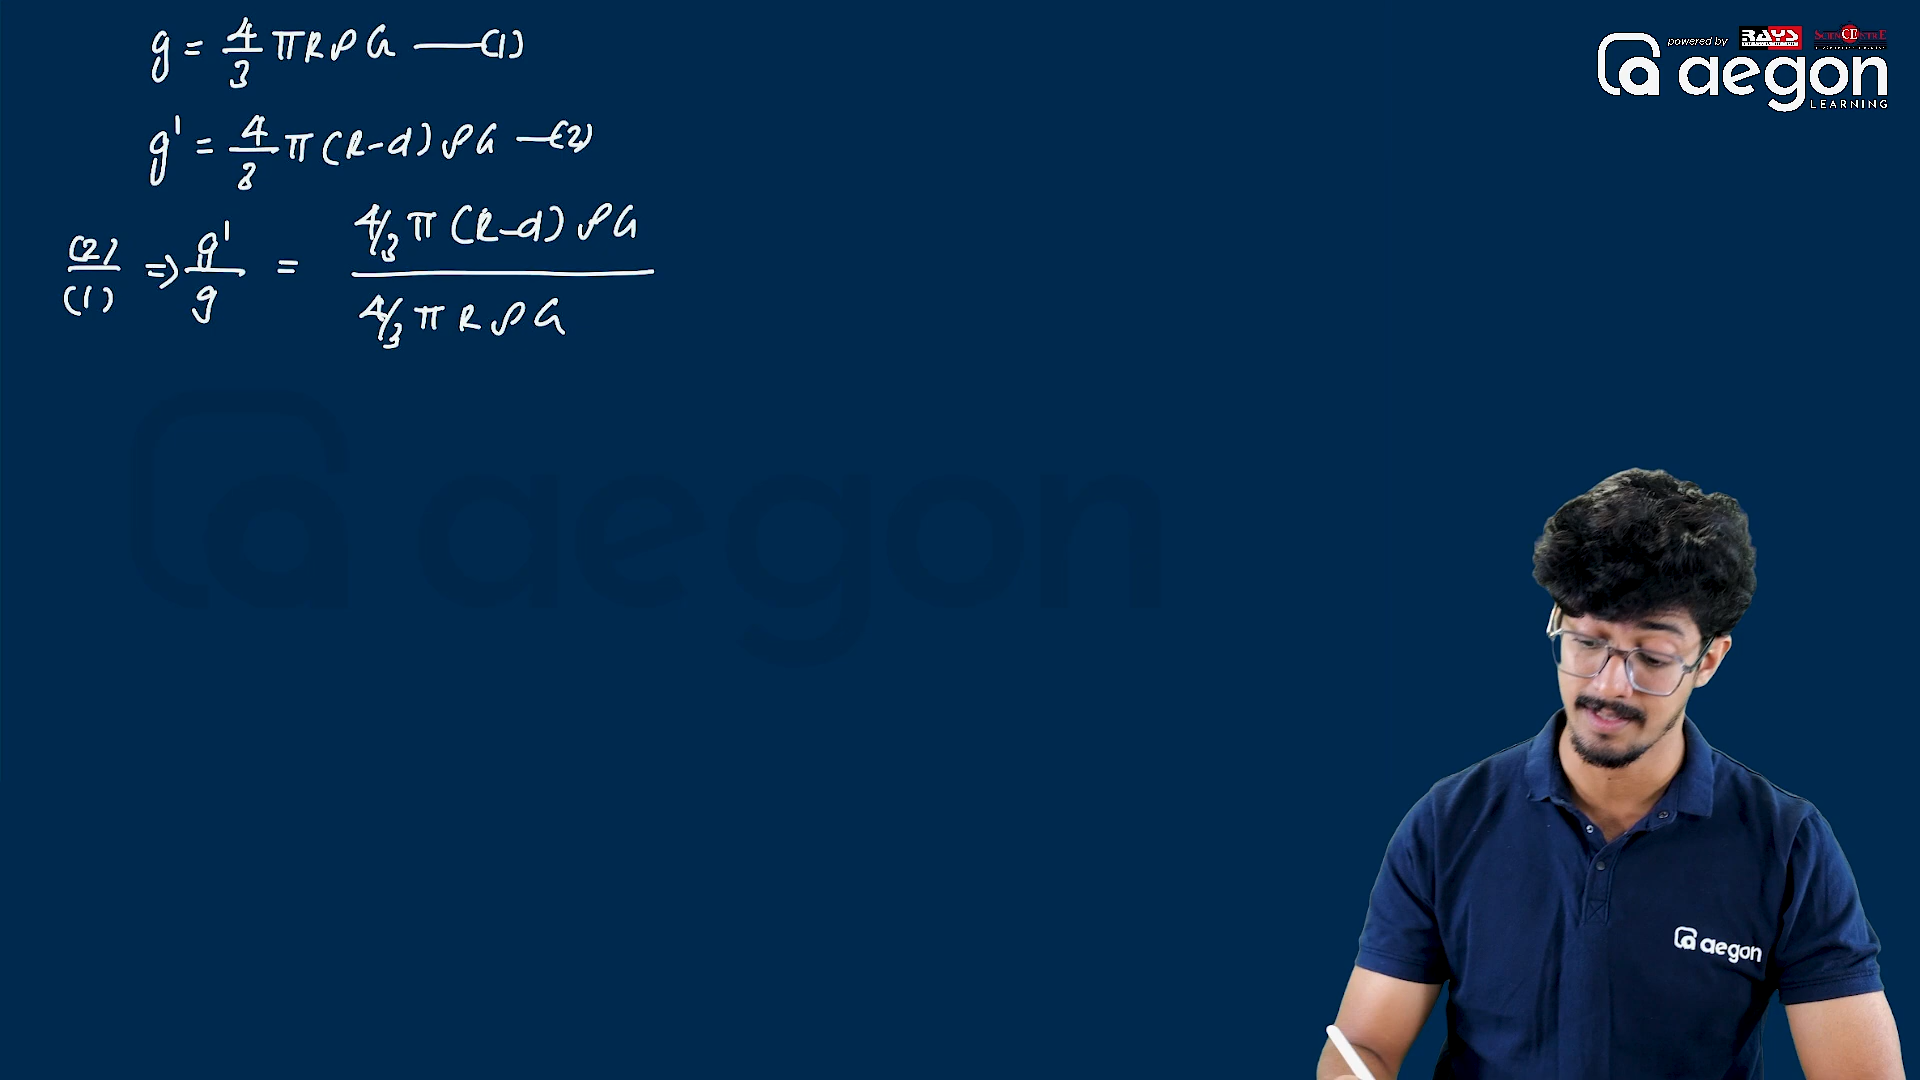 g = 4/3 πRρG —(1)
g' = 4/3 π(R-d)ρG —(2)
(2)/(1) ⇒ g'/g = 4/3 π(R-d)ρG / 4/3 πRρG
powered by RAYS
aegon
LEARNING
aegon
aegon